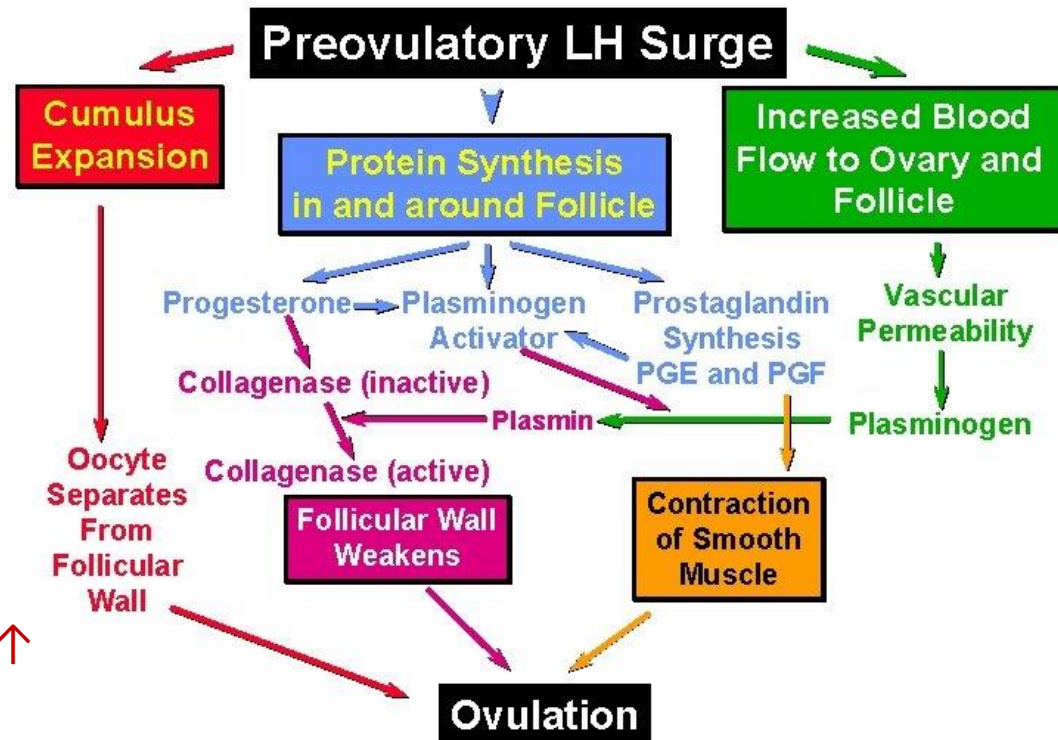 Preovulatory LH Surge
Cumulus
Expansion
Protein Synthesis
in and around Follicle
Increased Blood
Flow to Ovary and
Follicle
Progesterone
Plasminogen
Activator
Prostaglandin
Synthesis
PGE and PGF
Vascular
Permeability
Collagenase (inactive)
Plasmin
Plasminogen
Collagenase (active)
Oocyte
Separates
From
Follicular
Wall
Follicular Wall
Weakens
Contraction
of Smooth
Muscle
↑
Ovulation